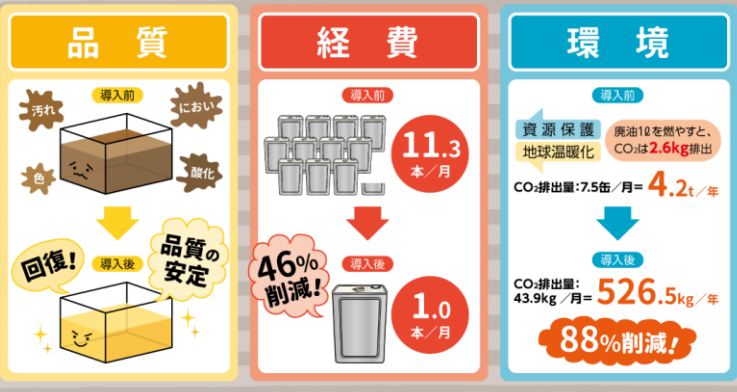 品質
導入前
汚れ
におい
色
酸化
回復!
導入後
品質の
安定
経費
導入前
11.3
本/月
46%
削減!
導入後
1.0
本/月
環境
導入前
資源保護
地球温暖化
廃油1ℓを燃やすと、
CO₂は2.6kg排出
CO₂排出量:7.5缶/月=4.2t/年
導入後
CO₂排出量:
43.9kg/月=526.5kg/年
88%削減!